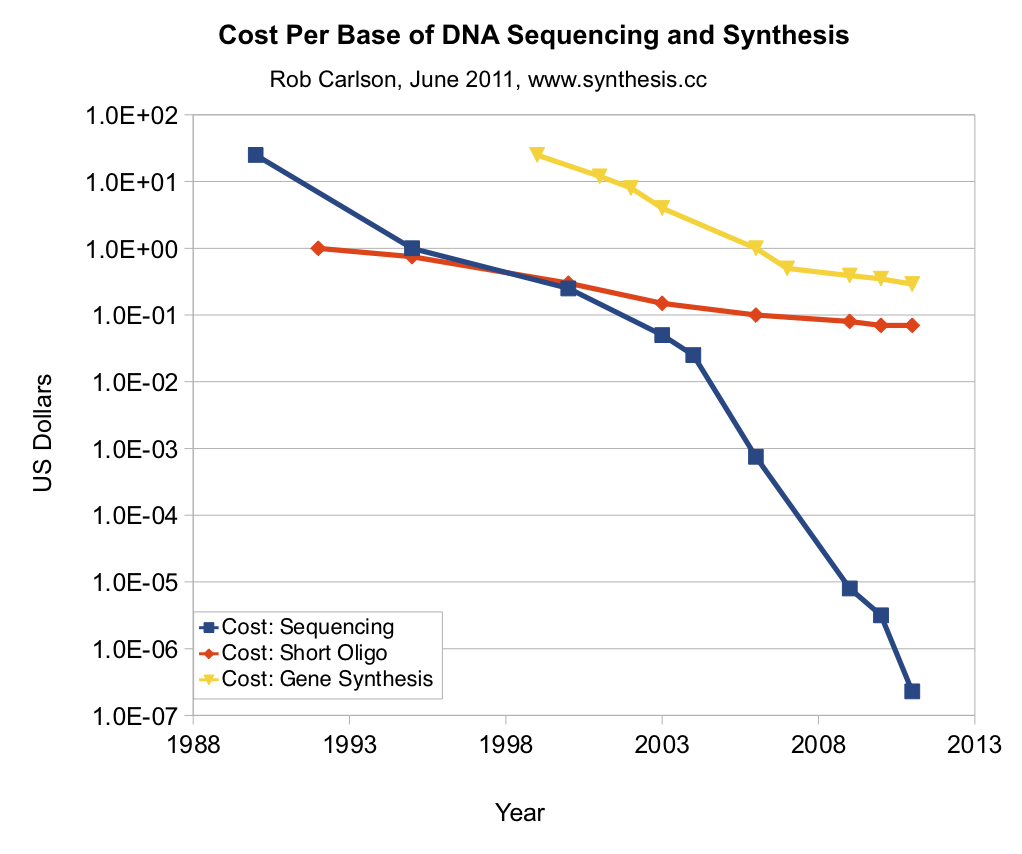 Cost Per Base of DNA Sequencing and Synthesis
Rob Carlson, June 2011, www.synthesis.cc
1.0E+02
1.0E+01
1.0E+00
1.0E-01
1.0E-02
1.0E-03
1.0E-04
1.0E-05
1.0E-06
1.0E-07
US Dollars
Cost: Sequencing
Cost: Short Oligo
Cost: Gene Synthesis
1988 1993 1998 2003 2008 2013
Year